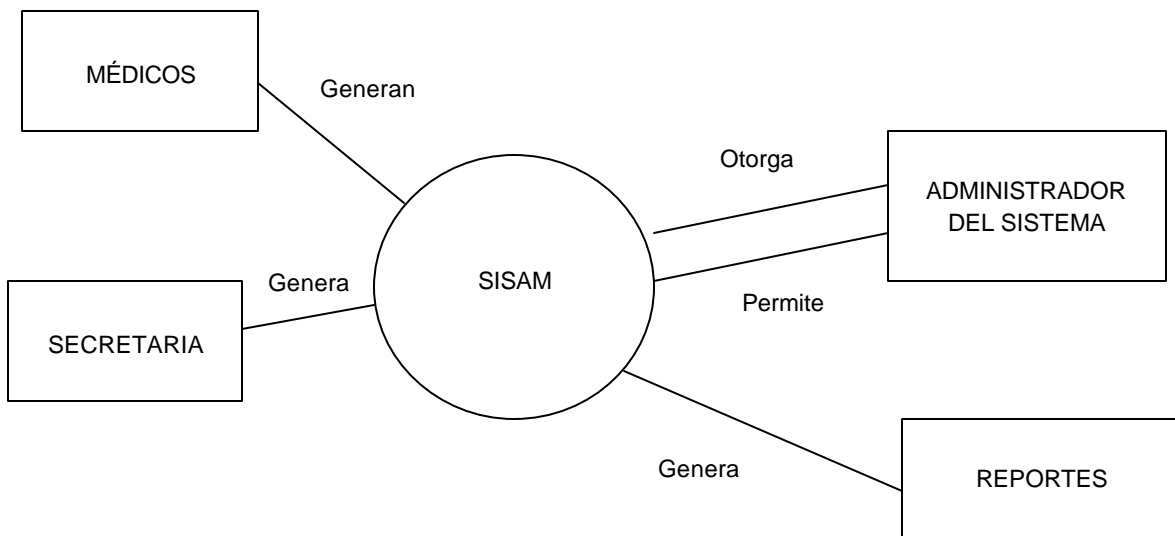 MÉDICOS
Generan
Otorga
ADMINISTRADOR
DEL SISTEMA
Genera
SISAM
Permite
SECRETARIA
Genera
REPORTES